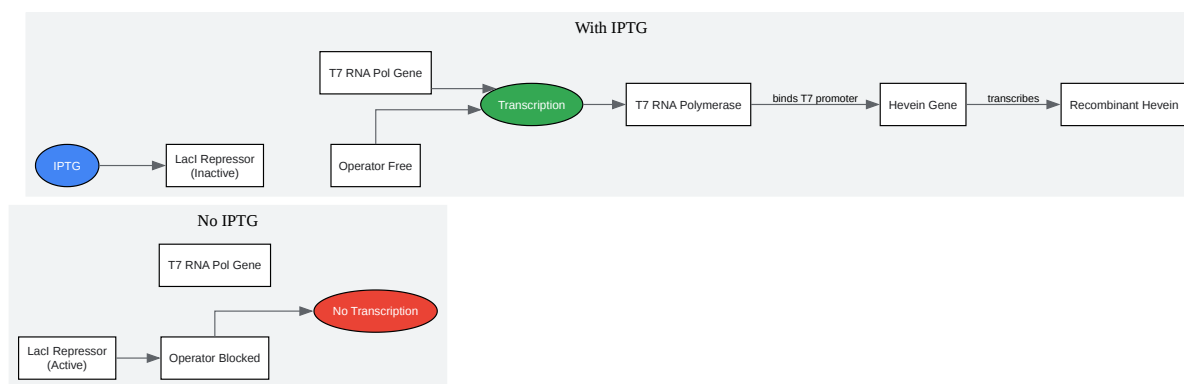 With IPTG
T7 RNA Pol Gene
Transcription
T7 RNA Polymerase
binds T7 promoter
Hevein Gene
transcribes
Recombinant Hevein
IPTG
LacI Repressor
(Inactive)
Operator Free
No IPTG
T7 RNA Pol Gene
No Transcription
LacI Repressor
(Active)
Operator Blocked